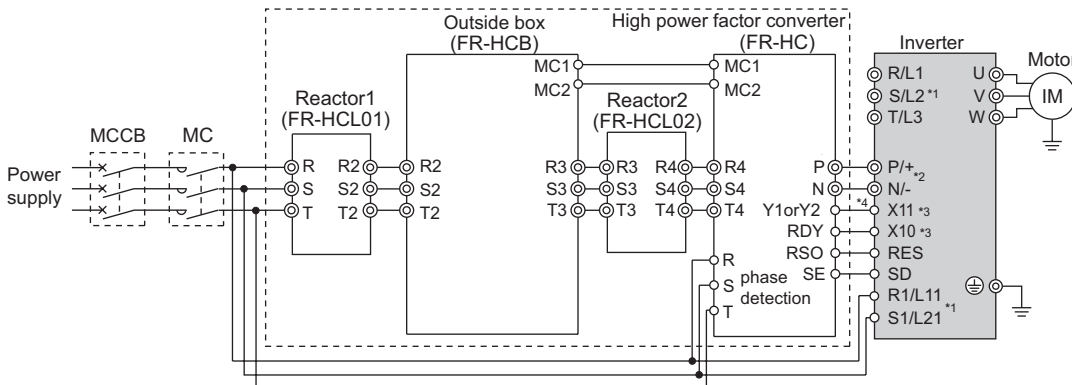 Outside box
(FR-HCB)
High power factor converter
(FR-HC)
Inverter
Motor
MC1 MC1
MC2 MC2
R/L1 U
S/L2 *1 V IM
T/L3 W
Reactor1
(FR-HCL01)
Reactor2
(FR-HCL02)
MCCB MC
Power
supply
R R2 R2 R3 R3 R4 R4 P P/+ *2
S S2 S2 S3 S3 S4 S4 N N/-
T T2 T2 T3 T3 T4 T4 Y1orY2 *4 X11 *3
RDY X10 *3
RSO RES
SE SD
R
S phase
detection
T
R1/L11 *1
S1/L21